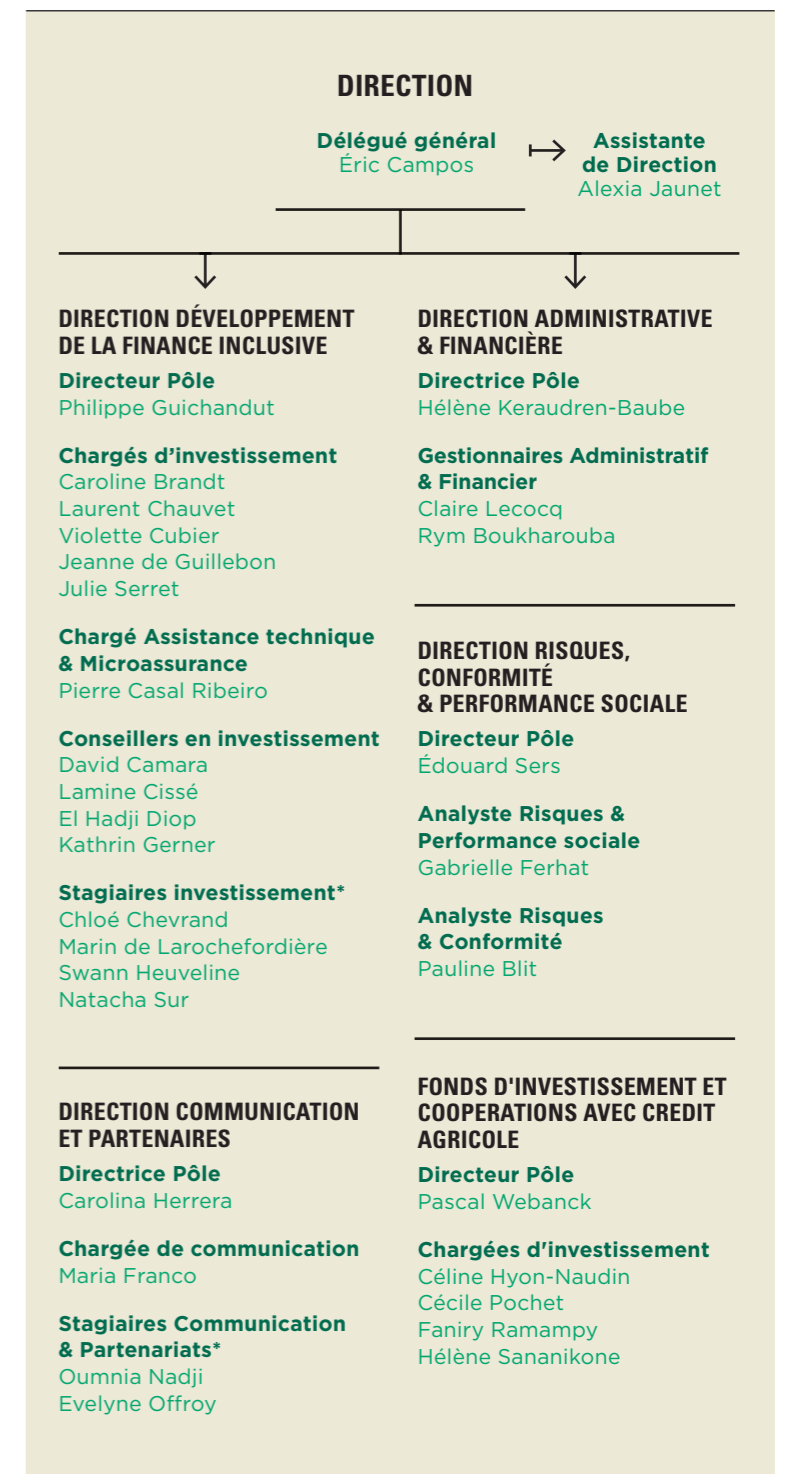 DIRECTION
Délégué général
Éric Campos
Assistante
de Direction
Alexia Jaunet
DIRECTION DÉVELOPPEMENT
DE LA FINANCE INCLUSIVE
Directeur Pôle
Philippe Guichandut
Chargés d’investissement
Caroline Brandt
Laurent Chauvet
Violette Cubier
Jeanne de Guillebon
Julie Serret
Chargé Assistance technique
& Microassurance
Pierre Casal Ribeiro
Conseillers en investissement
David Camara
Lamine Cissé
El Hadji Diop
Kathrin Gerner
Stagiaires investissement*
Chloé Chevrand
Marin de Larochefordière
Swann Heuveline
Natacha Sur
DIRECTION COMMUNICATION
ET PARTENAIRES
Directrice Pôle
Carolina Herrera
Chargée de communication
Maria Franco
Stagiaires Communication
& Partenariats*
Oumnia Nadji
Evelyne Offroy
DIRECTION ADMINISTRATIVE
& FINANCIÈRE
Directrice Pôle
Hélène Keraudren-Baube
Gestionnaires Administratif
& Financier
Claire Lecocq
Rym Boukharouba
DIRECTION RISQUES,
CONFORMITÉ
& PERFORMANCE SOCIALE
Directeur Pôle
Édouard Sers
Analyste Risques &
Performance sociale
Gabrielle Ferhat
Analyste Risques
& Conformité
Pauline Blit
FONDS D'INVESTISSEMENT ET
COOPERATIONS AVEC CREDIT
AGRICOLE
Directeur Pôle
Pascal Webanck
Chargées d'investissement
Céline Hyon-Naudin
Cécile Pochet
Faniry Ramampy
Hélène Sananikone